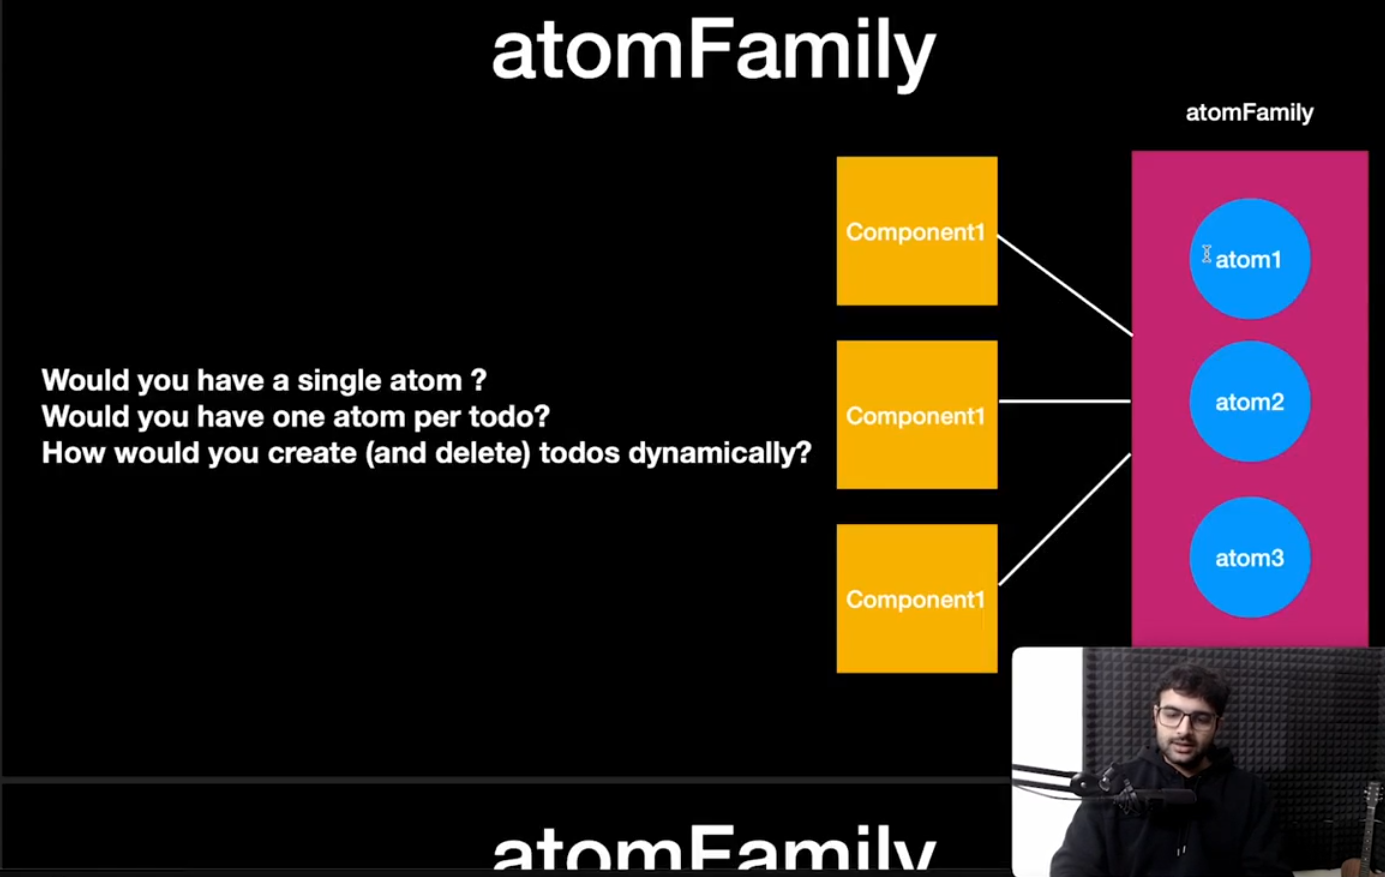 atomFamily
atomFamily
Component1
atom1
Would you have a single atom ?
Would you have one atom per todo?
How would you create (and delete) todos dynamically?
Component1
atom2
Component1
atom3
atomFamily